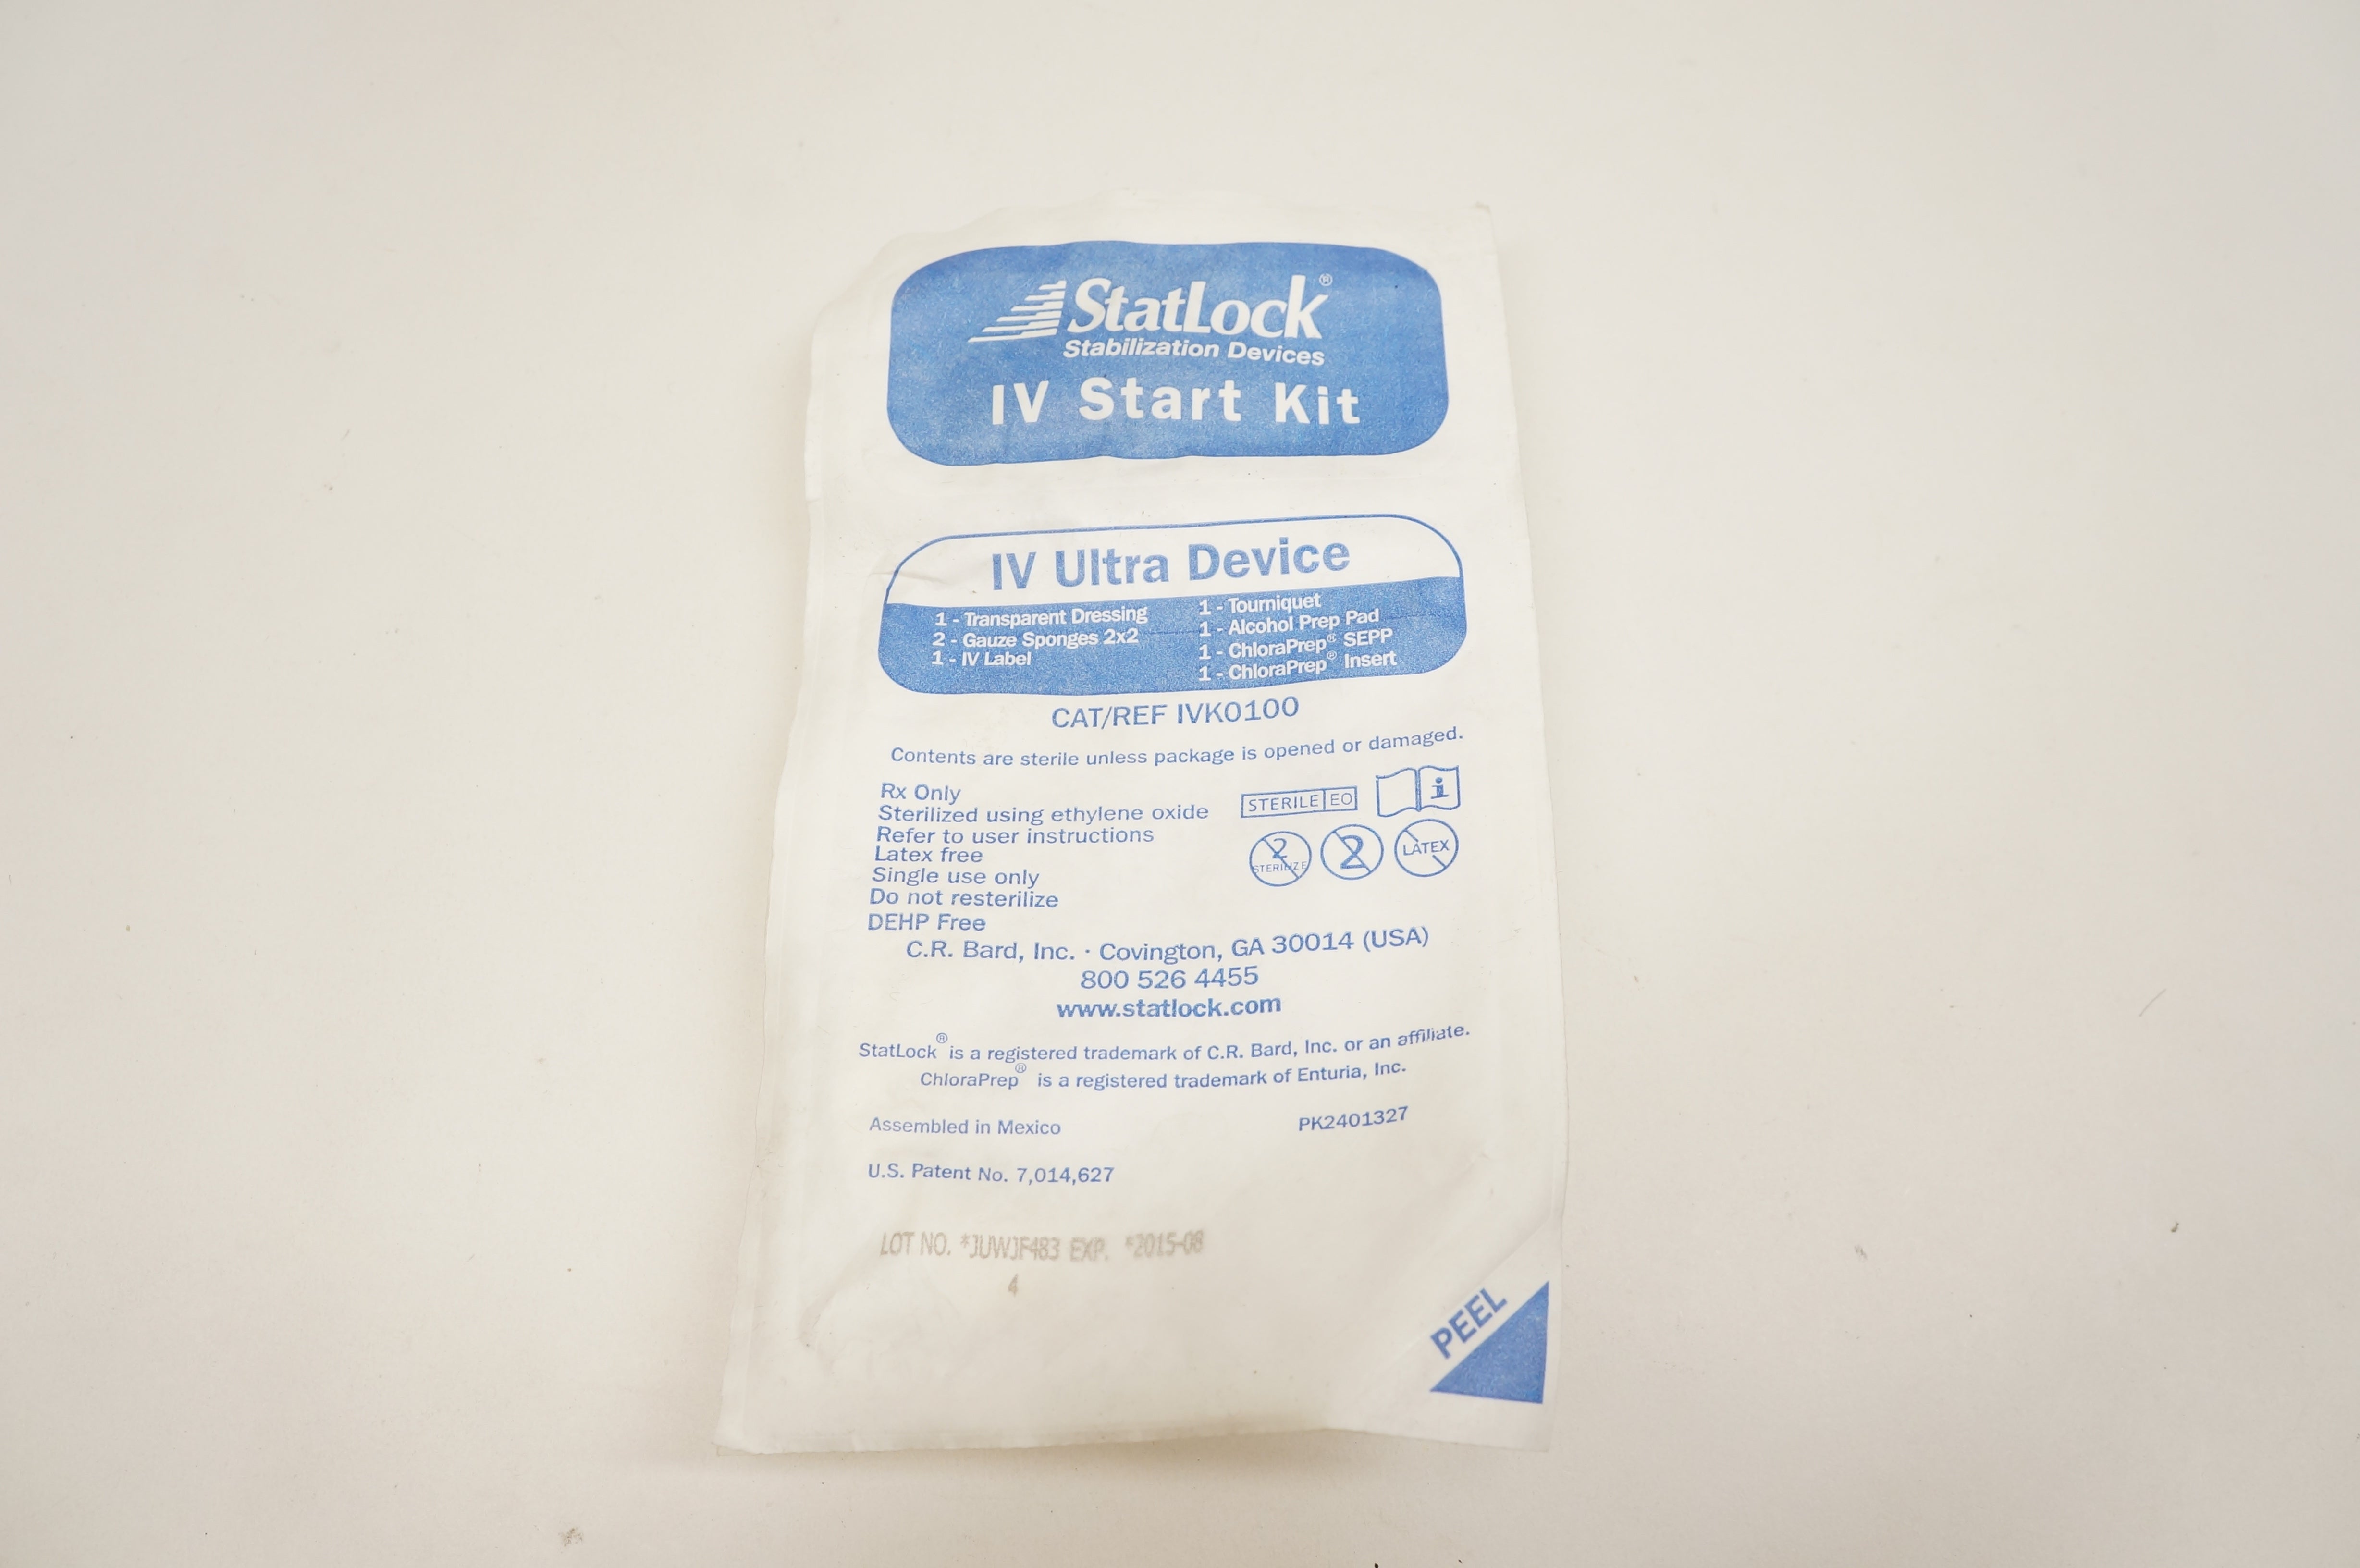 StatLock®
Stabilization Devices
IV Start Kit
IV Ultra Device
1 - Transparent Dressing
2 - Gauze Sponges 2x2
1 - IV Label
1 - Tourniquet
1 - Alcohol Prep Pad
1 - ChloraPrep® SEPP
1 - ChloraPrep® Insert
CAT/REF IVK0100
Contents are sterile unless package is opened or damaged.
Rx Only
Sterilized using ethylene oxide
Refer to user instructions
Latex free
Single use only
Do not resterilize
DEHP Free
STERILE EO
i
2 STERILIZE
2
LATEX
C.R. Bard, Inc. · Covington, GA 30014 (USA)
800 526 4455
www.statlock.com
StatLock® is a registered trademark of C.R. Bard, Inc. or an affiliate.
ChloraPrep® is a registered trademark of Enturia, Inc.
Assembled in Mexico
PK2401327
U.S. Patent No. 7,014,627
LOT NO. *JUWJF483 EXP. *2015-08
4
PEEL